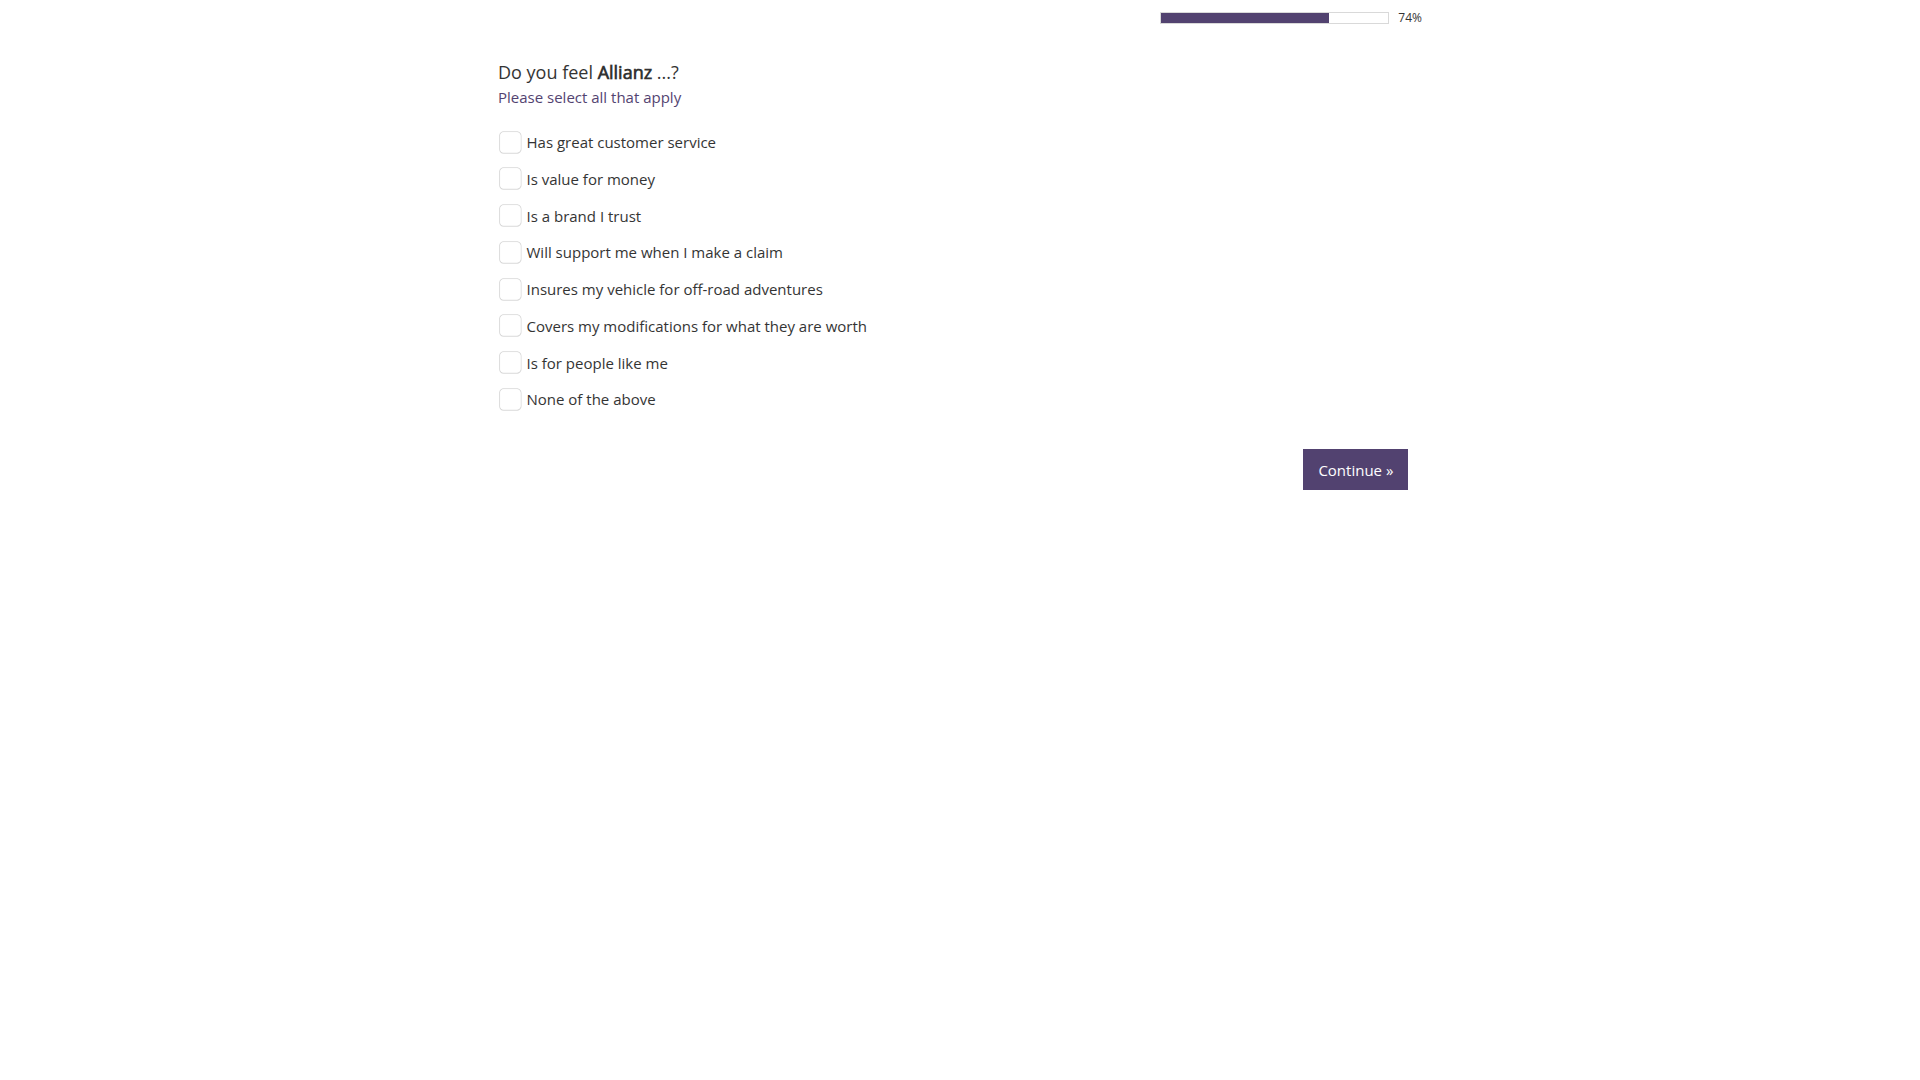 74%
Do you feel Allianz ...?
Please select all that apply
Has great customer service
Is value for money
Is a brand I trust
Will support me when I make a claim
Insures my vehicle for off-road adventures
Covers my modifications for what they are worth
Is for people like me
None of the above
Continue »